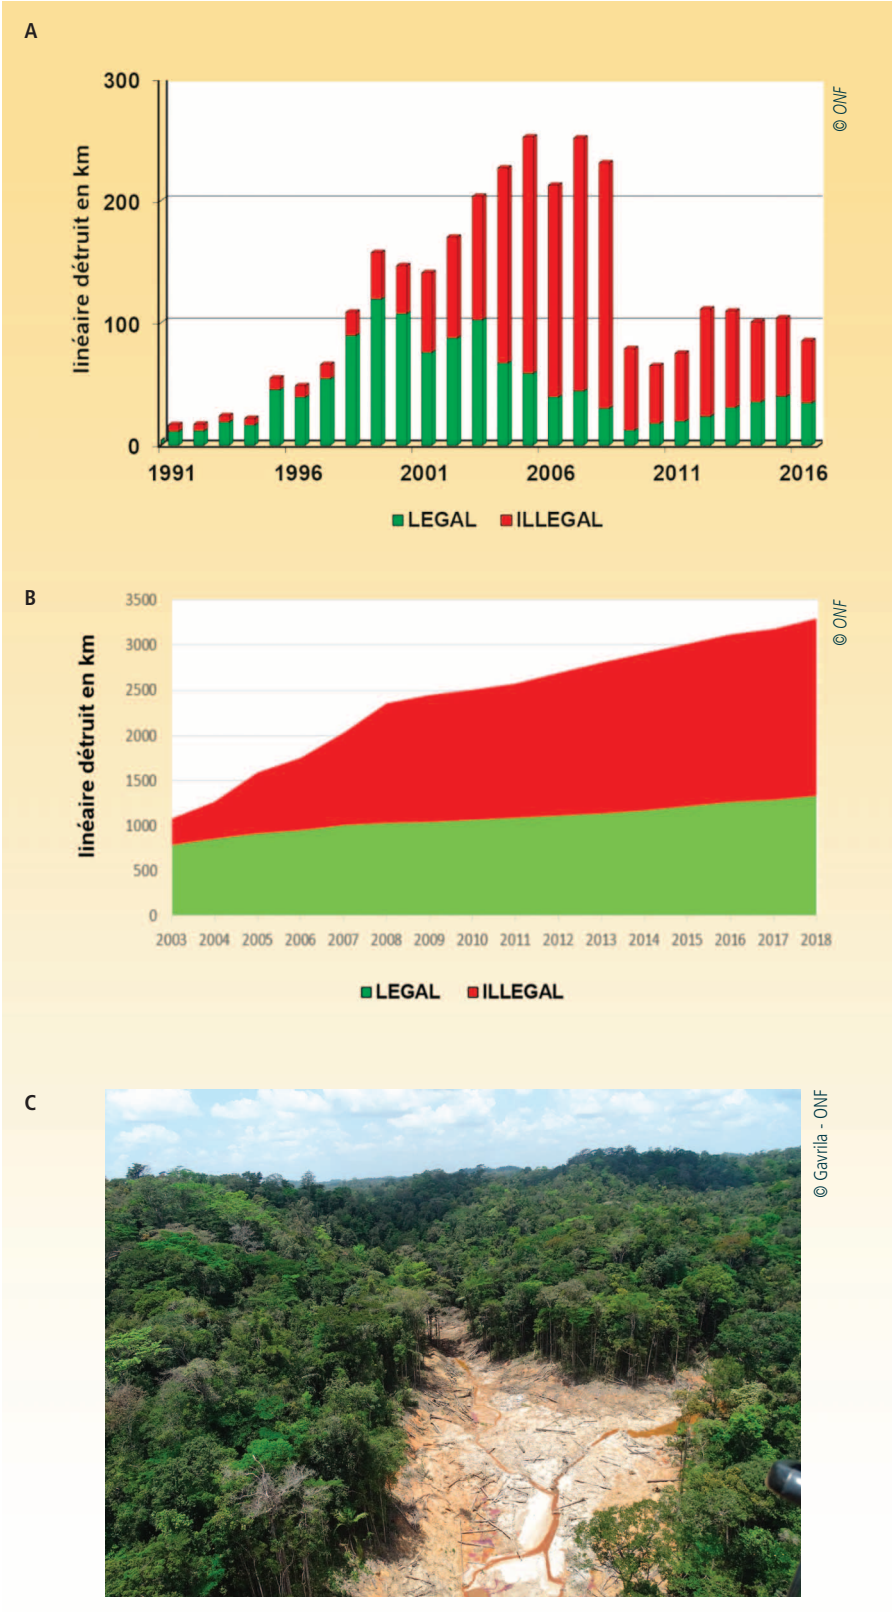 A
© ONF
300
200
100
0
linéaire détruit en km
1991 1996 2001 2006 2011 2016
LEGAL ILLEGAL
B
© ONF
3500
3000
2500
2000
1500
1000
500
0
linéaire détruit en km
2003 2004 2005 2006 2007 2008 2009 2010 2011 2012 2013 2014 2015 2016 2017 2018
LEGAL ILLEGAL
C
© Gavrila - ONF